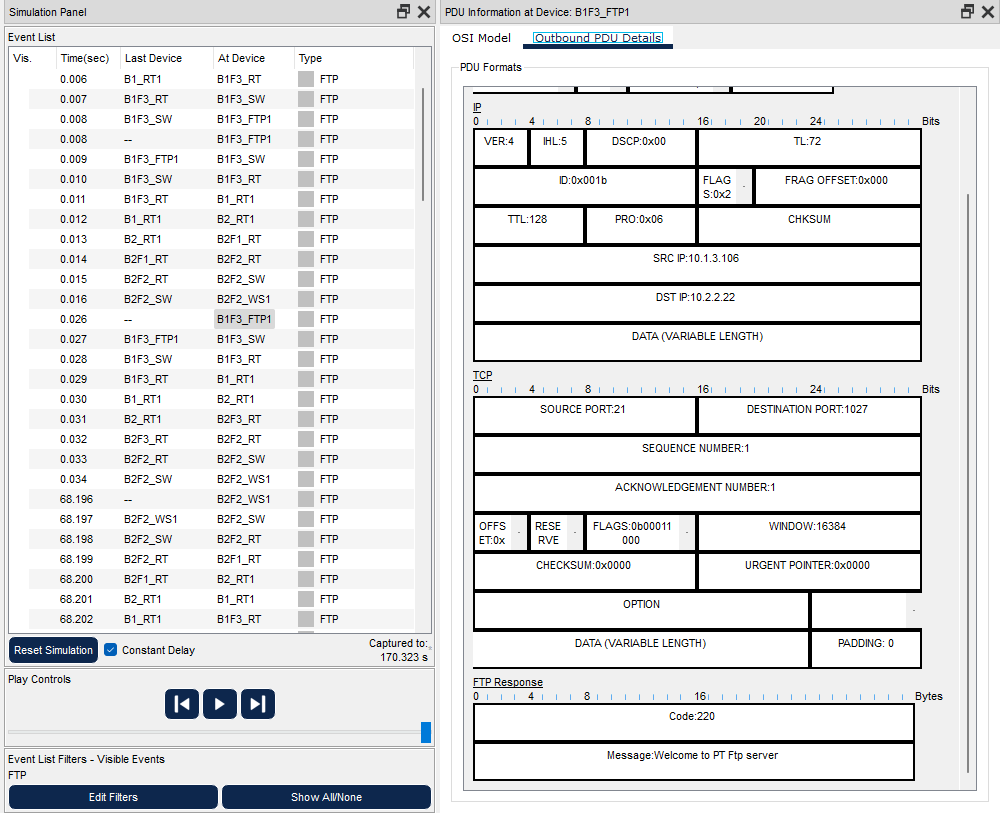 Simulation Panel
Event List
Vis. Time(sec) Last Device At Device Type
0.006 B1_RT1 B1F3_RT FTP
0.007 B1F3_RT B1F3_SW FTP
0.008 B1F3_SW B1F3_FTP1 FTP
0.008 -- B1F3_FTP1 FTP
0.009 B1F3_FTP1 B1F3_SW FTP
0.010 B1F3_SW B1F3_RT FTP
0.011 B1F3_RT B1_RT1 FTP
0.012 B1_RT1 B2_RT1 FTP
0.013 B2_RT1 B2F1_RT FTP
0.014 B2F1_RT B2F2_RT FTP
0.015 B2F2_RT B2F2_SW FTP
0.016 B2F2_SW B2F2_WS1 FTP
0.026 -- B1F3_FTP1 FTP
0.027 B1F3_FTP1 B1F3_SW FTP
0.028 B1F3_SW B1F3_RT FTP
0.029 B1F3_RT B1_RT1 FTP
0.030 B1_RT1 B2_RT1 FTP
0.031 B2_RT1 B2F3_RT FTP
0.032 B2F3_RT B2F2_RT FTP
0.033 B2F2_RT B2F2_SW FTP
0.034 B2F2_SW B2F2_WS1 FTP
68.196 -- B2F2_WS1 FTP
68.197 B2F2_WS1 B2F2_SW FTP
68.198 B2F2_SW B2F2_RT FTP
68.199 B2F2_RT B2F1_RT FTP
68.200 B2F1_RT B2_RT1 FTP
68.201 B2_RT1 B1_RT1 FTP
68.202 B1_RT1 B1F3_RT FTP
Reset Simulation Constant Delay Captured to:
170.323 s
Play Controls
Event List Filters - Visible Events
FTP
Edit Filters Show All/None
PDU Information at Device: B1F3_FTP1
OSI Model Outbound PDU Details
PDU Formats
IP
0 4 8 16 20 24 Bits
VER:4 IHL:5 DSCP:0x00 TL:72
ID:0x001b FLAG
S:0x2 FRAG OFFSET:0x000
TTL:128 PRO:0x06 CHKSUM
SRC IP:10.1.3.106
DST IP:10.2.2.22
DATA (VARIABLE LENGTH)
TCP
0 4 8 16 24 Bits
SOURCE PORT:21 DESTINATION PORT:1027
SEQUENCE NUMBER:1
ACKNOWLEDGEMENT NUMBER:1
OFFS
ET:0x RESE
RVE FLAGS:0b00011
000 WINDOW:16384
CHECKSUM:0x0000 URGENT POINTER:0x0000
OPTION
DATA (VARIABLE LENGTH) PADDING: 0
FTP Response
0 4 8 16 Bytes
Code:220
Message:Welcome to PT Ftp server